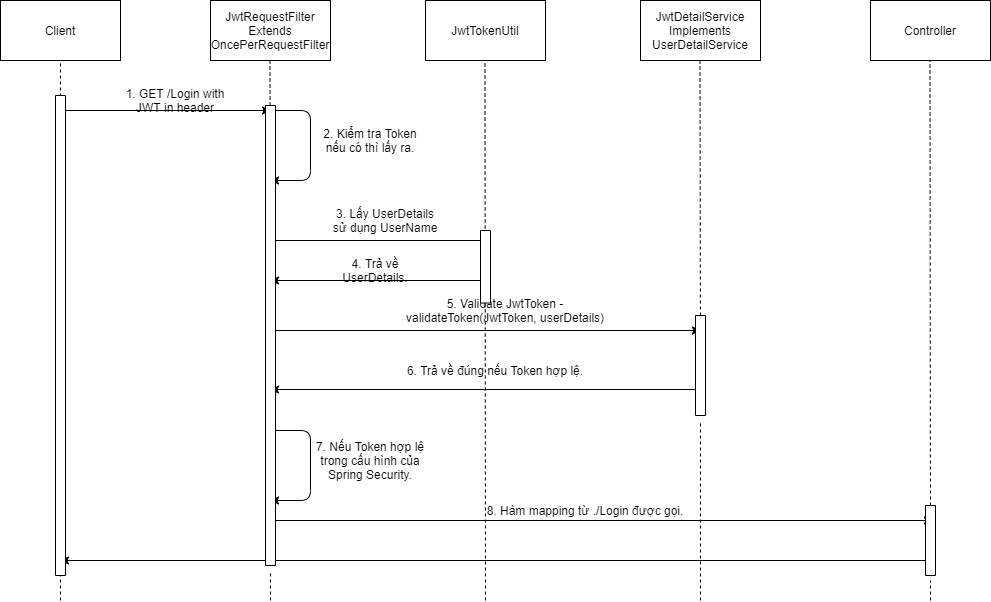 Client
JwtRequestFilter
Extends
OncePerRequestFilter
JwtTokenUtil
JwtDetailService
Implements
UserDetailService
Controller
1. GET /Login with
JWT in header
2. Kiểm tra Token
nếu có thì lấy ra.
3. Lấy UserDetails
sử dụng UserName
4. Trả về
UserDetails.
5. Validate JwtToken -
validateToken(JwtToken, userDetails)
6. Trả về đúng nếu Token hợp lệ.
7. Nếu Token hợp lệ
trong cấu hình của
Spring Security.
8. Hàm mapping từ ./Login được gọi.